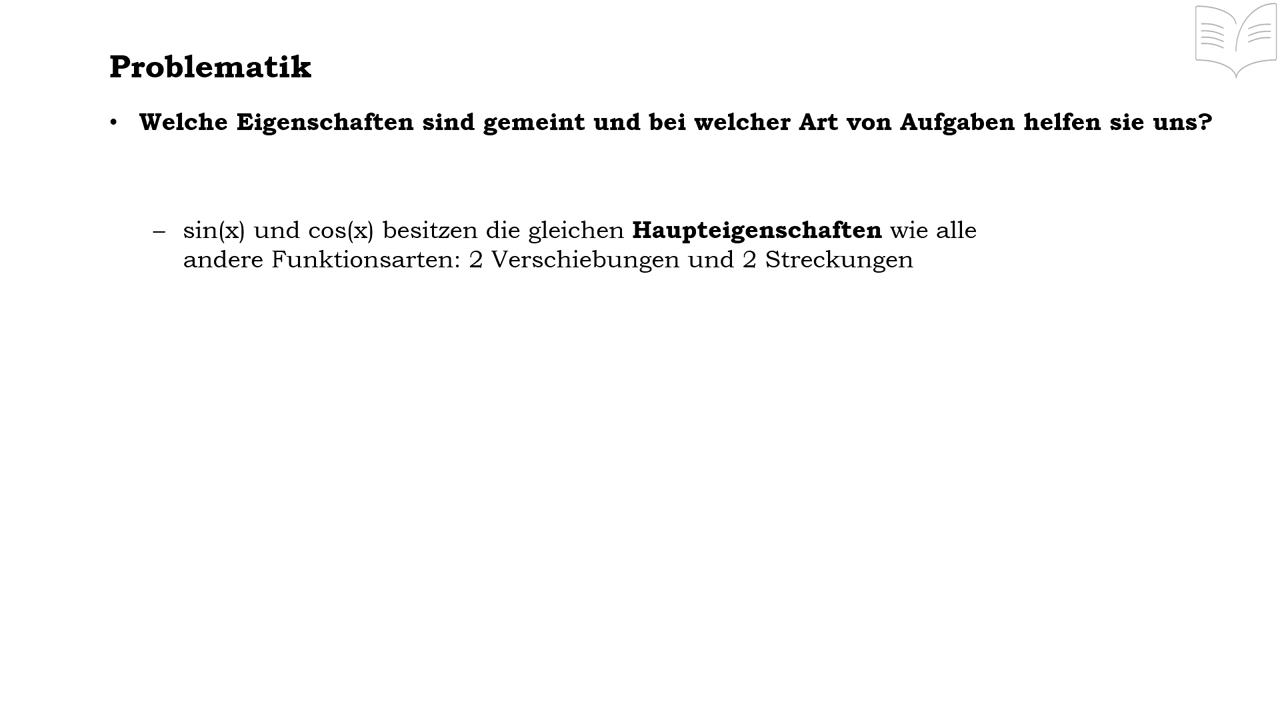 Problematik
• Welche Eigenschaften sind gemeint und bei welcher Art von Aufgaben helfen sie uns?
– sin(x) und cos(x) besitzen die gleichen Haupteigenschaften wie alle
andere Funktionsarten: 2 Verschiebungen und 2 Streckungen